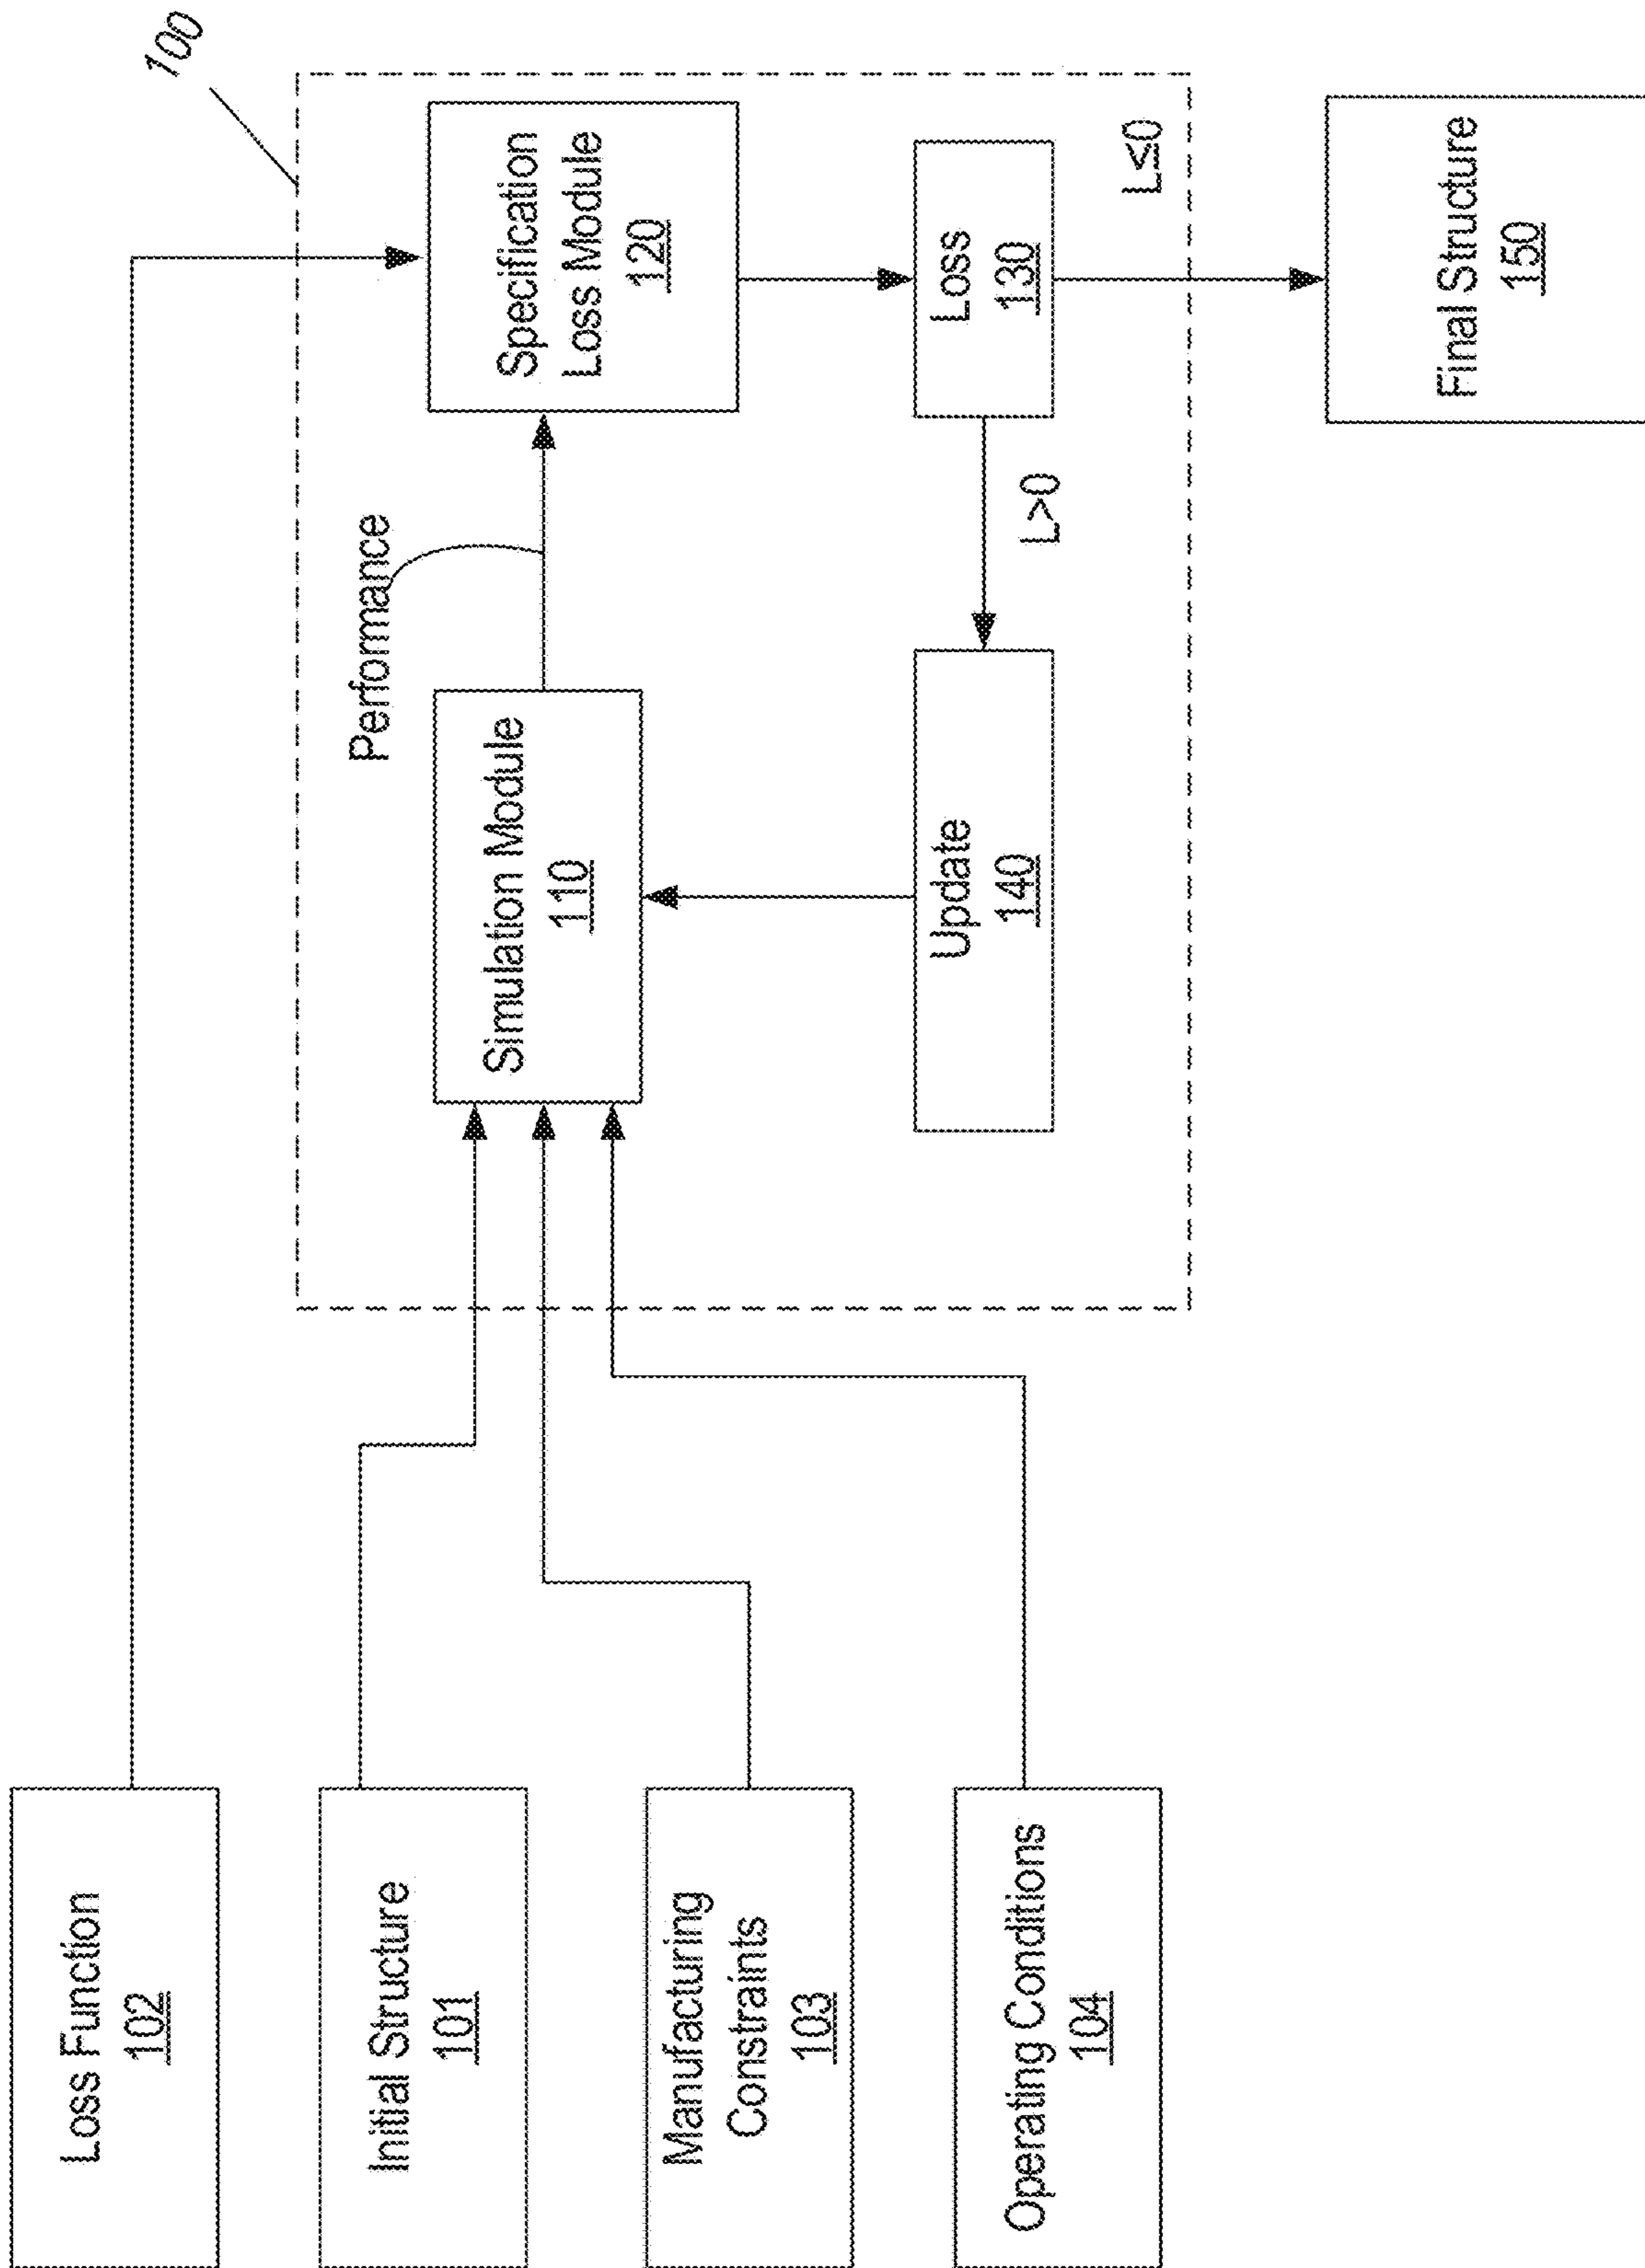 100
Loss Function
102
Initial Structure
101
Manufacturing
Constraints
103
Operating Conditions
104
Performance
Simulation Module
110
Specification
Loss Module
120
Update
140
L>0
Loss
130
L≤0
Final Structure
150